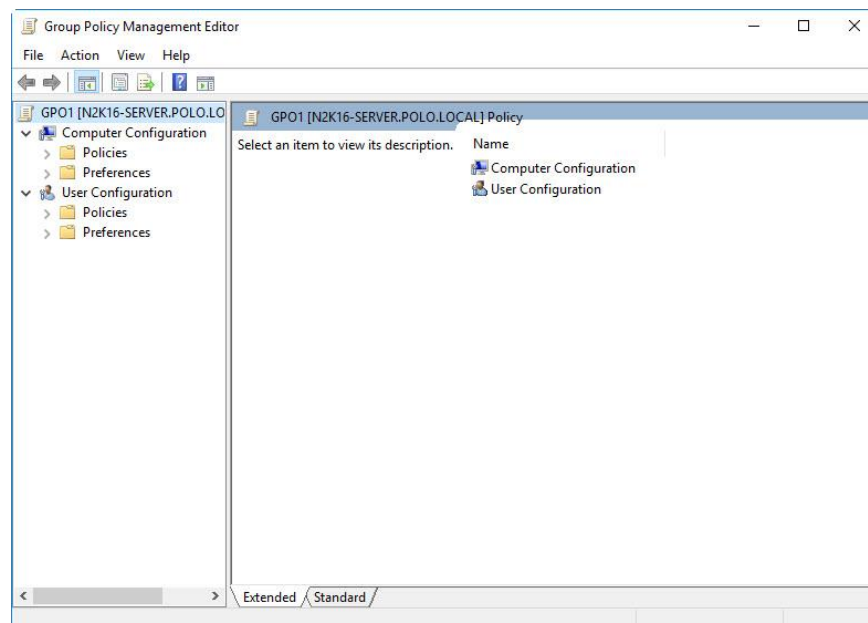 Group Policy Management Editor
File Action View Help
GPO1 [N2K16-SERVER.POLO.LO
Computer Configuration
Policies
Preferences
User Configuration
Policies
Preferences
GPO1 [N2K16-SERVER.POLO.LOCAL] Policy
Select an item to view its description.
Name
Computer Configuration
User Configuration
Extended Standard